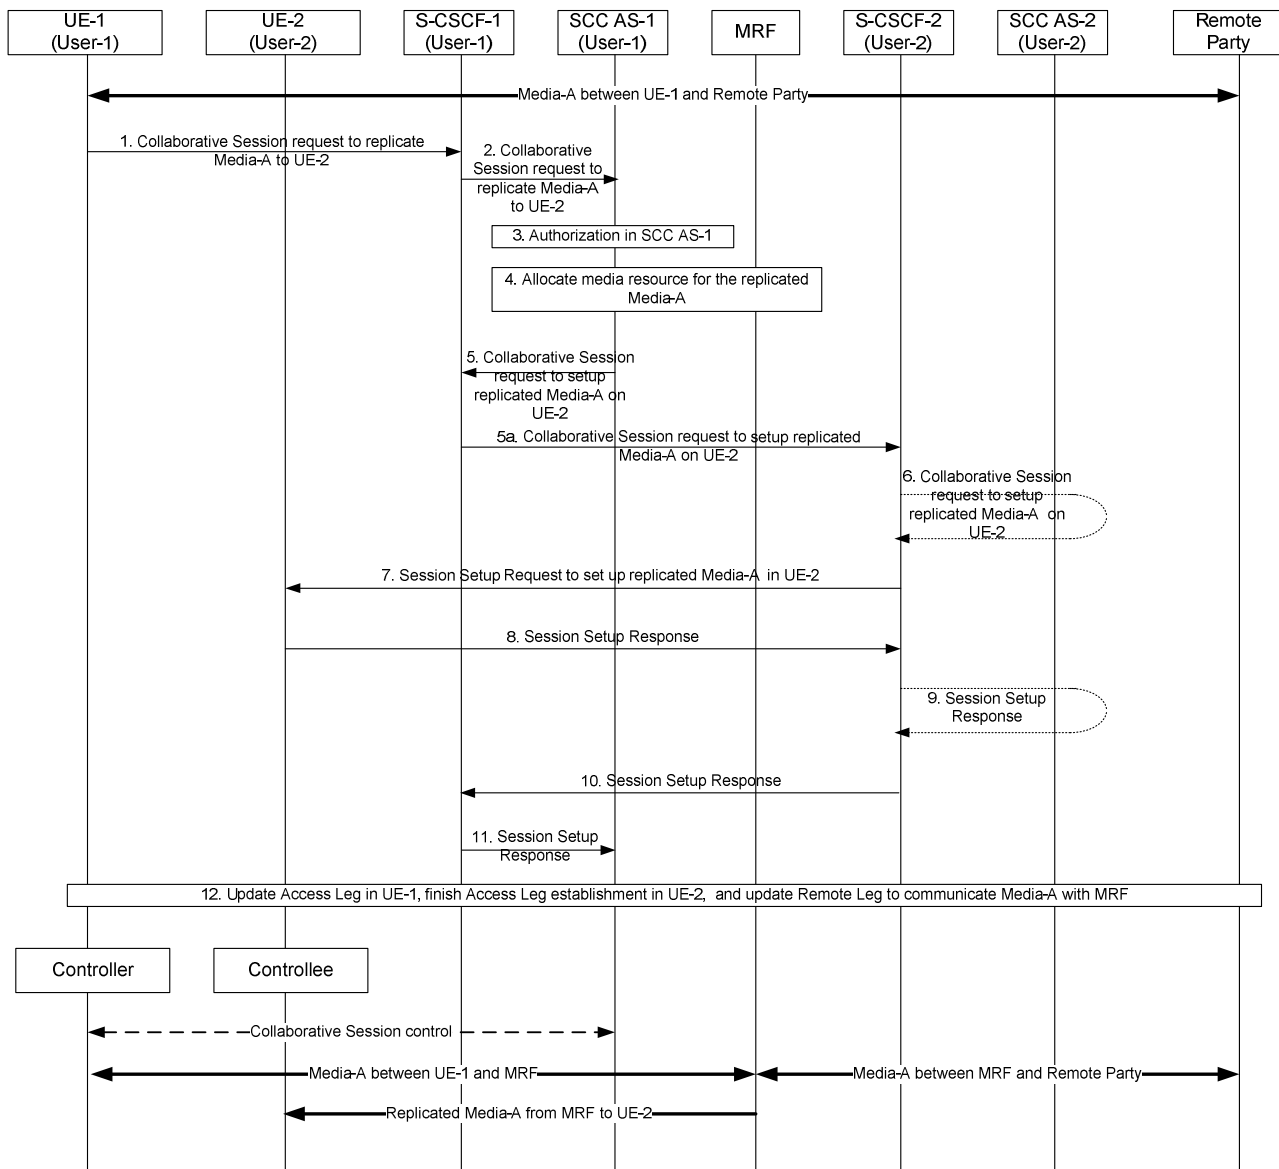 UE-1
(User-1)
UE-2
(User-2)
S-CSCF-1
(User-1)
SCC AS-1
(User-1)
MRF
S-CSCF-2
(User-2)
SCC AS-2
(User-2)
Remote
Party
Media-A between UE-1 and Remote Party
1. Collaborative Session request to replicate
Media-A to UE-2
2. Collaborative
Session request to
replicate Media-A
to UE-2
3. Authorization in SCC AS-1
4. Allocate media resource for the replicated
Media-A
5. Collaborative Session
request to setup
replicated Media-A on
UE-2
5a. Collaborative Session request to setup replicated
Media-A on UE-2
6. Collaborative Session
request to setup
replicated Media-A on
UE-2
7. Session Setup Request to set up replicated Media-A in UE-2
8. Session Setup Response
9. Session Setup
Response
10. Session Setup Response
11. Session Setup
Response
12. Update Access Leg in UE-1, finish Access Leg establishment in UE-2, and update Remote Leg to communicate Media-A with MRF
Controller
Controllee
Collaborative Session control
Media-A between UE-1 and MRF
Media-A between MRF and Remote Party
Replicated Media-A from MRF to UE-2